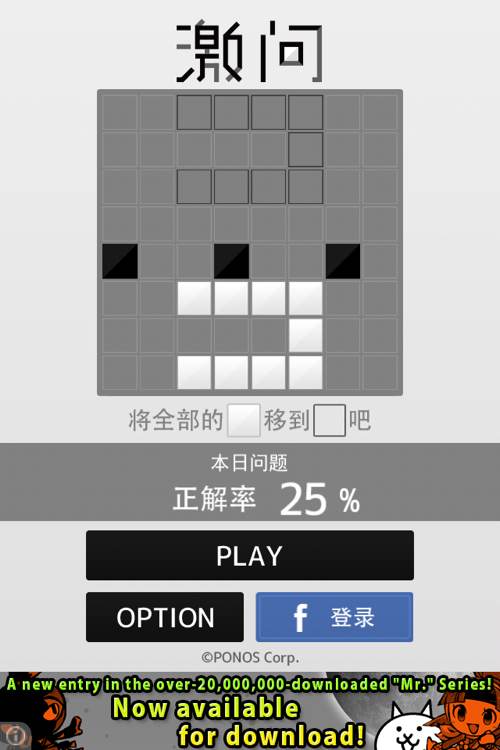 激问
将全部的 移到 吧
本日问题
正解率 25 %
PLAY
OPTION
f 登录
©PONOS Corp.
A new entry in the over-20,000,000-downloaded "Mr." Series!
Now available
for download!